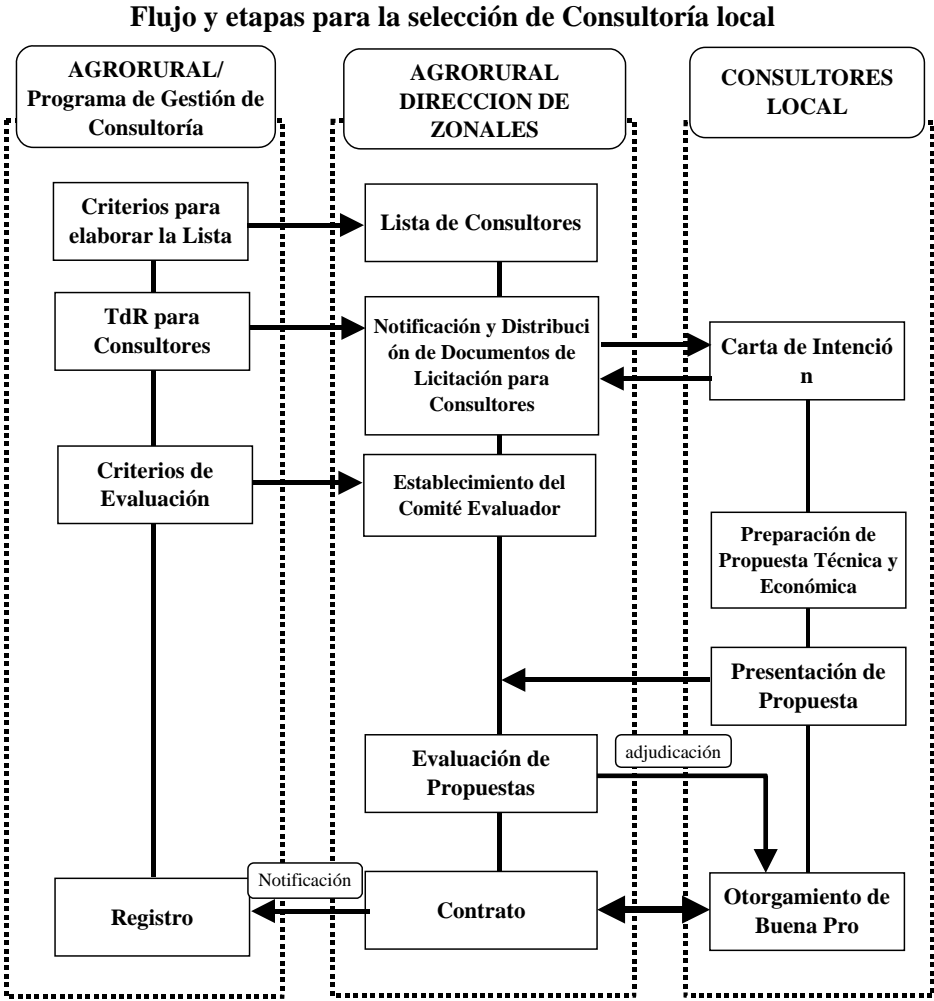 Flujo y etapas para la selección de Consultoría local
AGRORURAL/
Programa de Gestión de
Consultoría
AGRORURAL
DIRECCION DE
ZONALES
CONSULTORES
LOCAL
Criterios para
elaborar la Lista
Lista de Consultores
TdR para
Consultores
Notificación y Distribuci
ón de Documentos de
Licitación para
Consultores
Carta de Intenció
n
Criterios de
Evaluación
Establecimiento del
Comité Evaluador
Preparación de
Propuesta Técnica y
Económica
Presentación de
Propuesta
Evaluación de
Propuestas
adjudicación
Notificación
Registro
Contrato
Otorgamiento de
Buena Pro